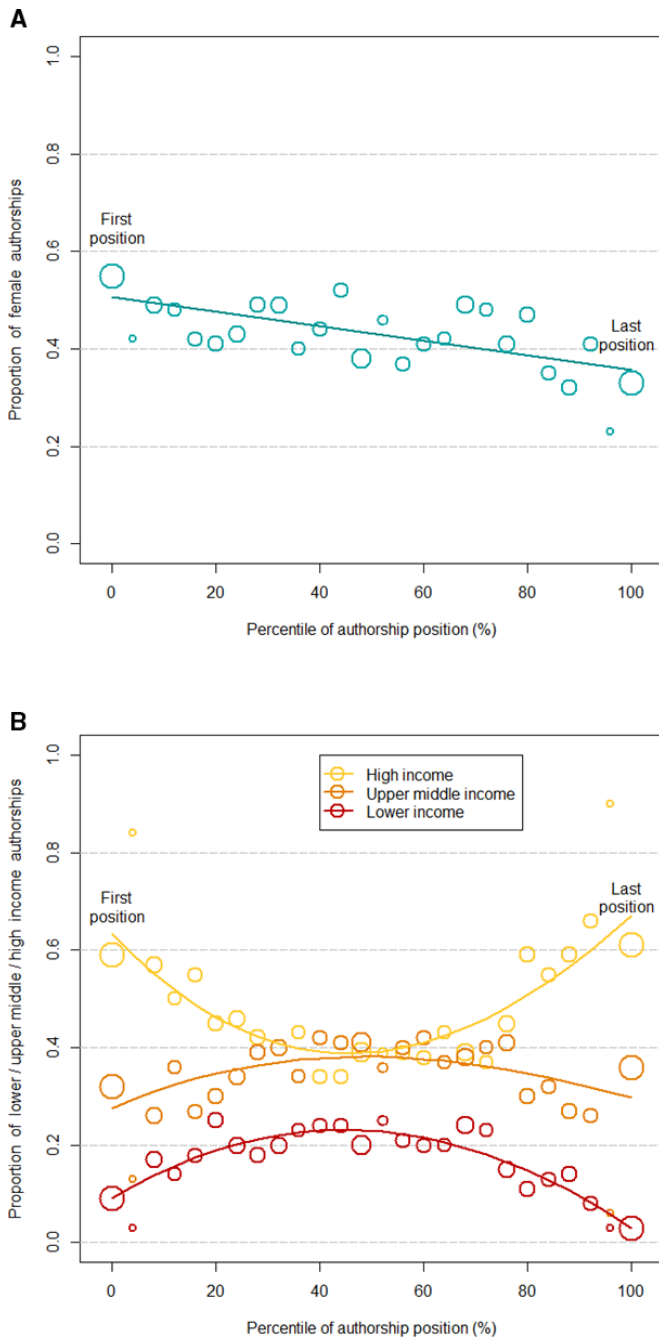 A
Proportion of female authorships
1.0
0.8
0.6
0.4
0.2
0.0
First
position
Last
position
0 20 40 60 80 100
Percentile of authorship position (%)
B
Proportion of lower / upper middle / high income authorships
1.0
0.8
0.6
0.4
0.2
0.0
High income
Upper middle income
Lower income
First
position
Last
position
0 20 40 60 80 100
Percentile of authorship position (%)